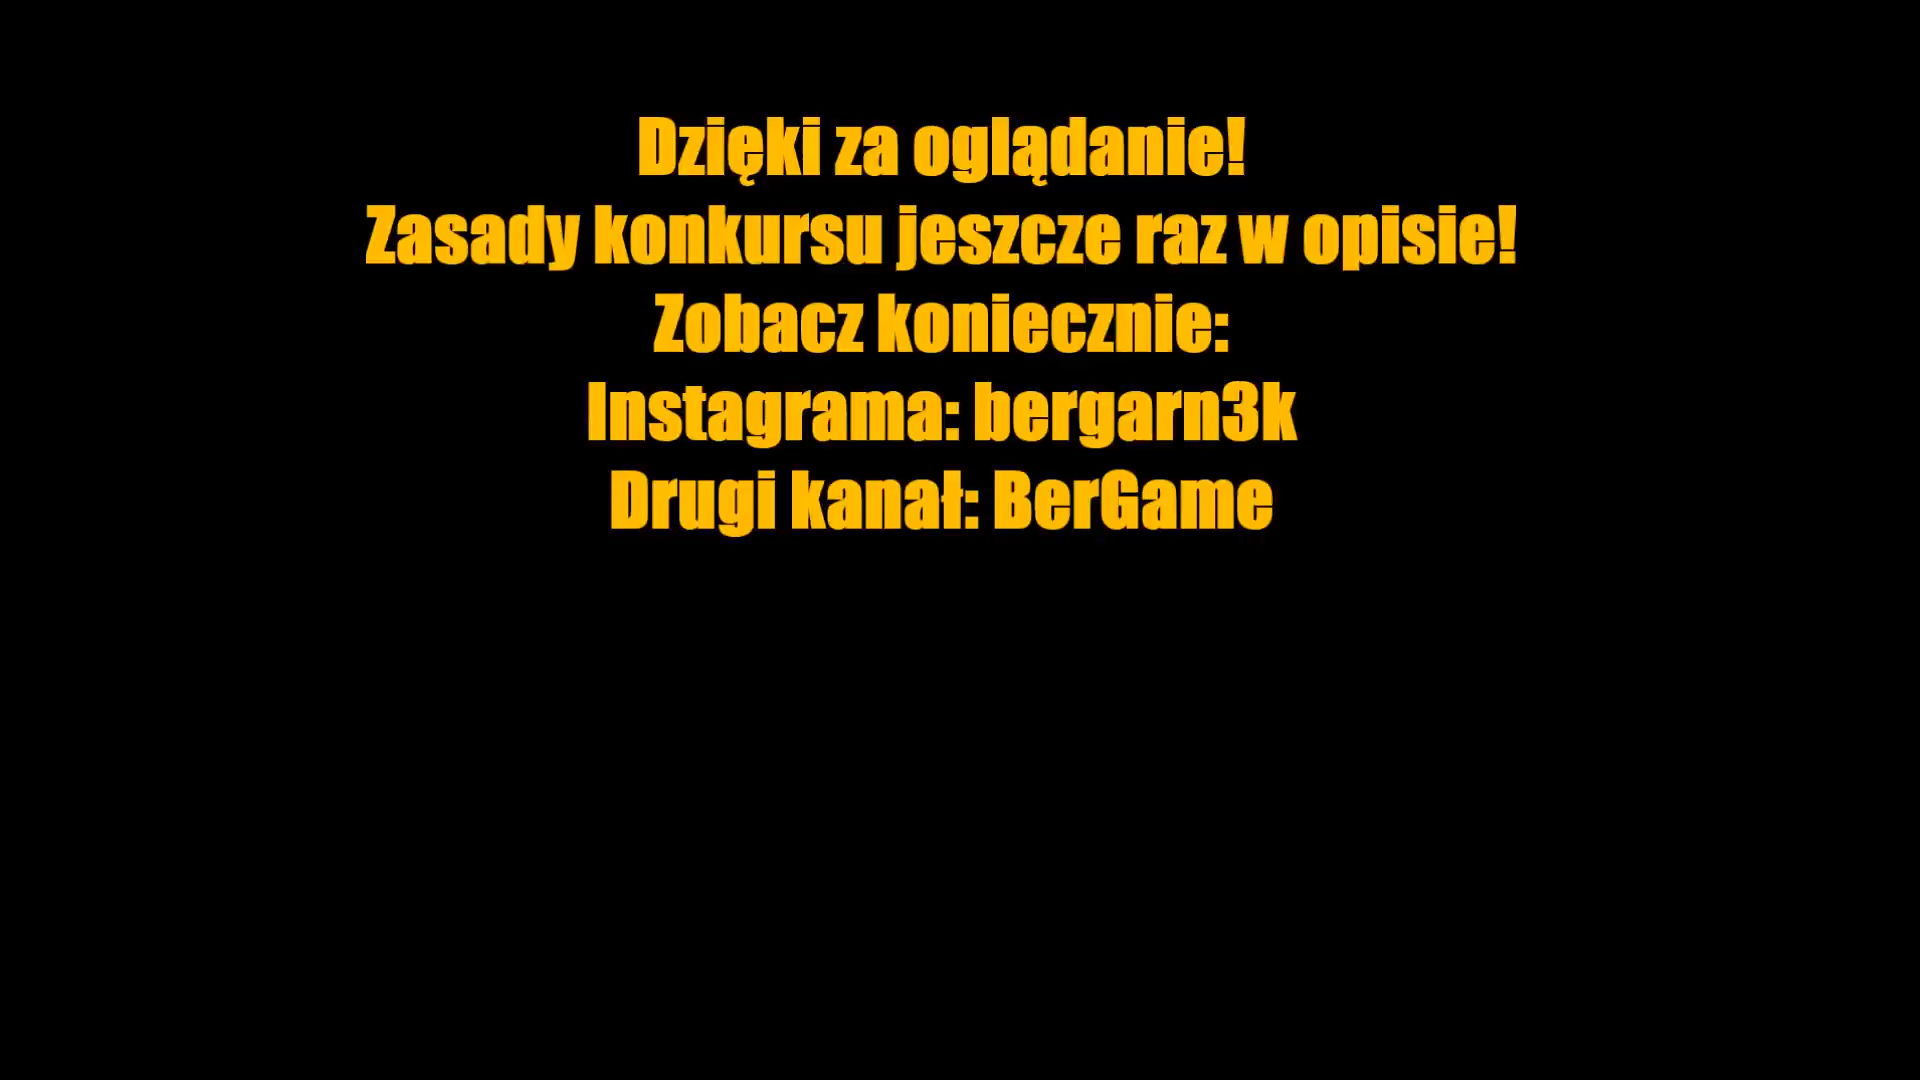 Dzięki za oglądanie!
Zasady konkursu jeszcze raz w opisie!
Zobacz koniecznie:
Instagrama: bergarn3k
Drugi kanał: BerGame